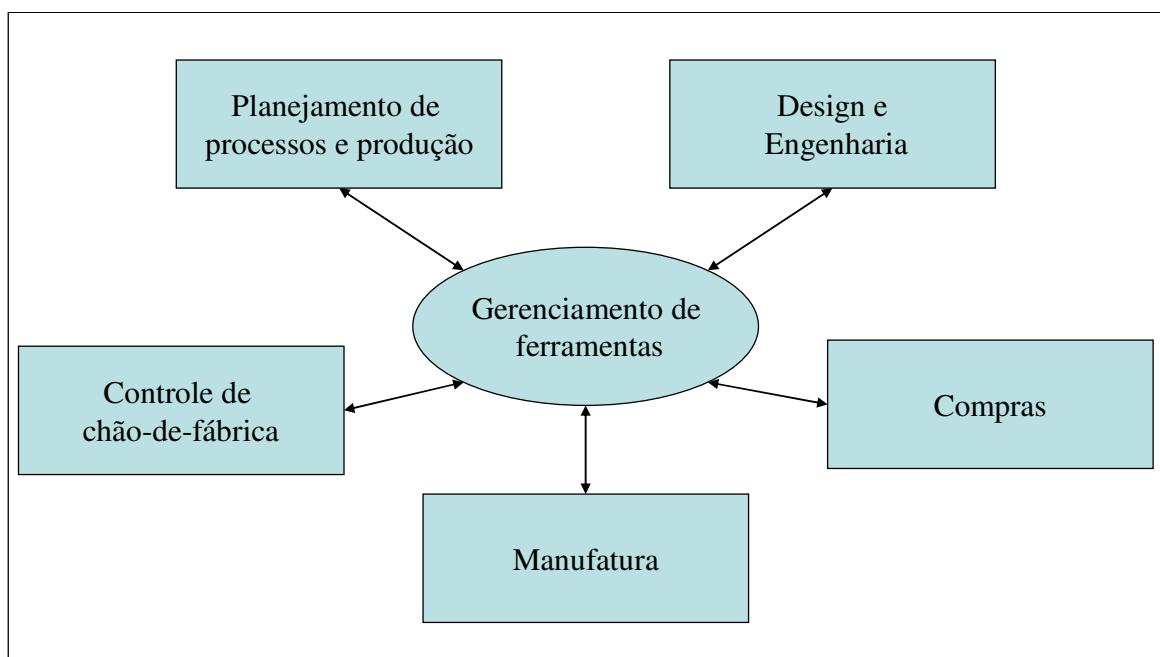 Planejamento de
processos e produção
Design e
Engenharia
Gerenciamento de
ferramentas
Controle de
chão-de-fábrica
Compras
Manufatura